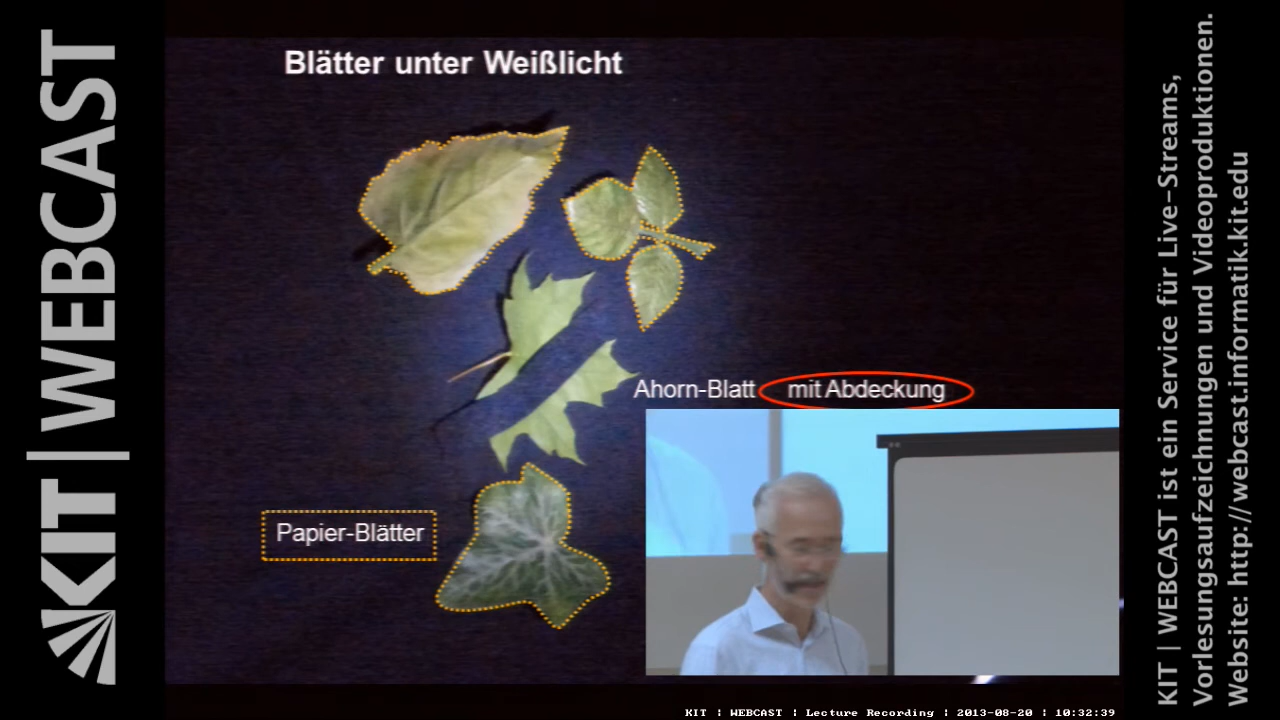 KIT | WEBCAST
Blätter unter Weißlicht
Ahorn-Blatt mit Abdeckung
Papier-Blätter
KIT | WEBCAST ist ein Service für Live-Streams,
Vorlesungsaufzeichnungen und Videoproduktionen.
Website: http://webcast.informatik.kit.edu
KIT | WEBCAST | Lecture Recording | 2013-08-20 | 10:32:39